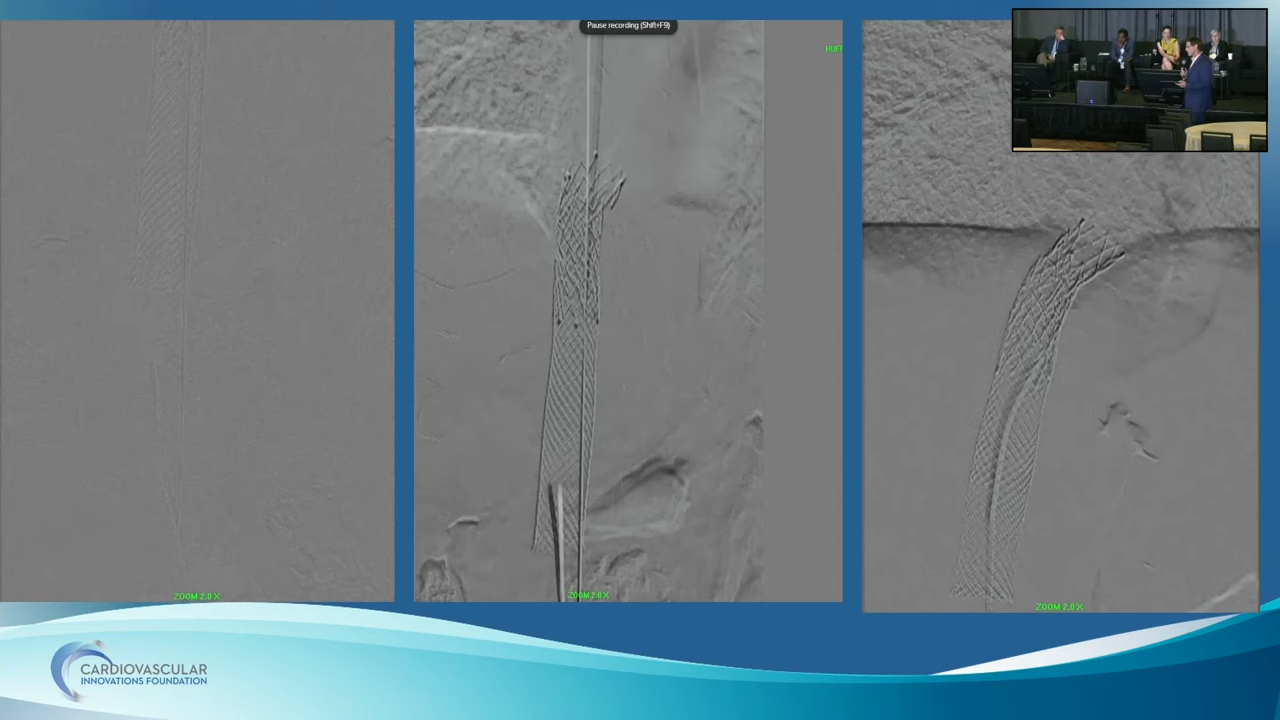 Pause recording (Shift+F9)
ZOOM 2.0 X
ZOOM 2.0 X
ZOOM 2.0 X
CARDIOVASCULAR
INNOVATIONS FOUNDATION